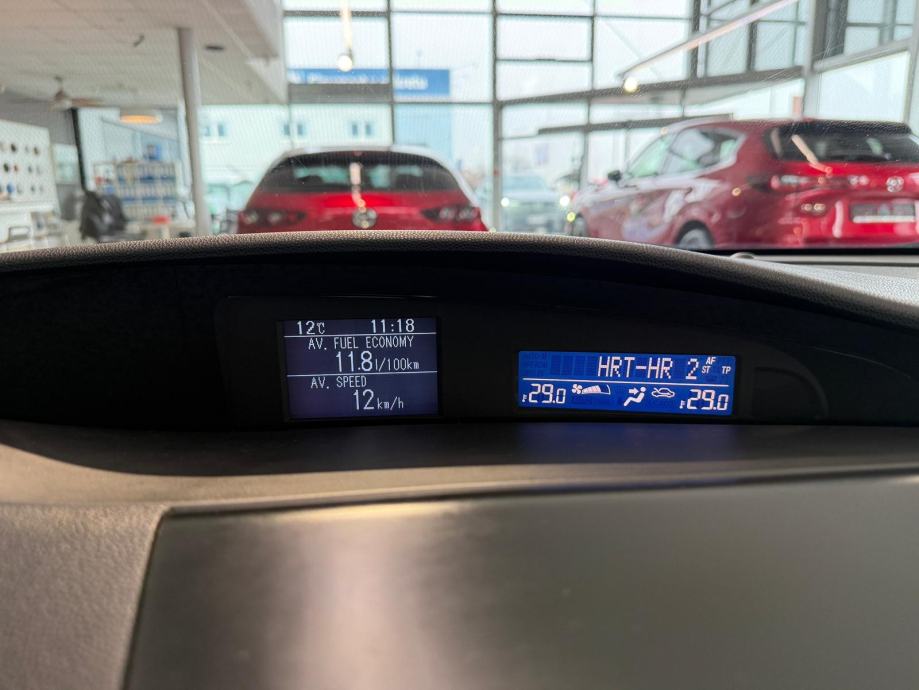 12℃ 11:18
AV. FUEL ECONOMY
11.8 l/100km
AV. SPEED
12 km/h
HRT-HR 2 AF
ST TP
29.0 29.0